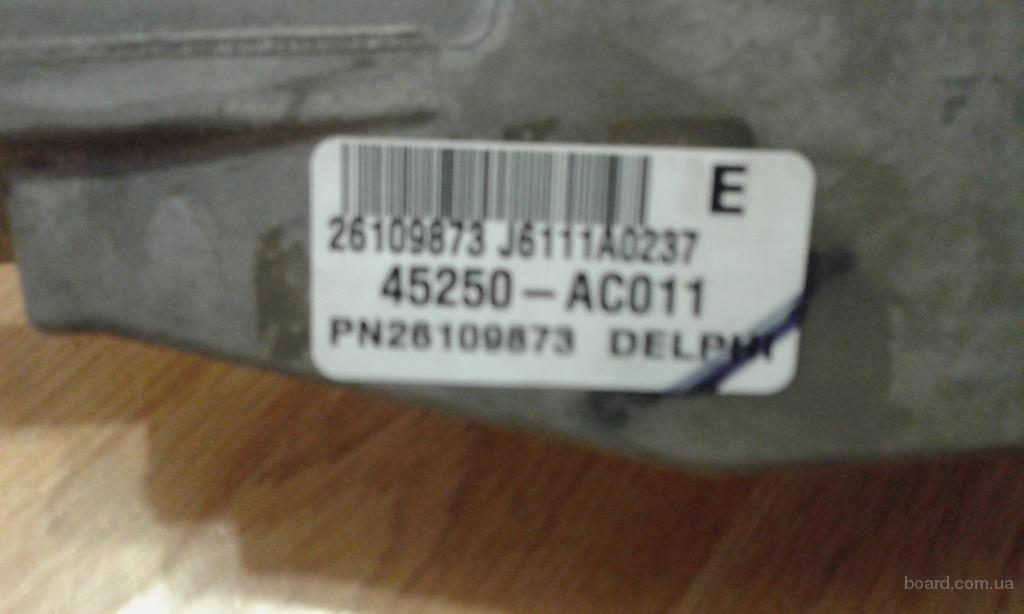 E
26109873 J6111A0237
45250-AC011
PN26109873 DELPHI
board.com.ua